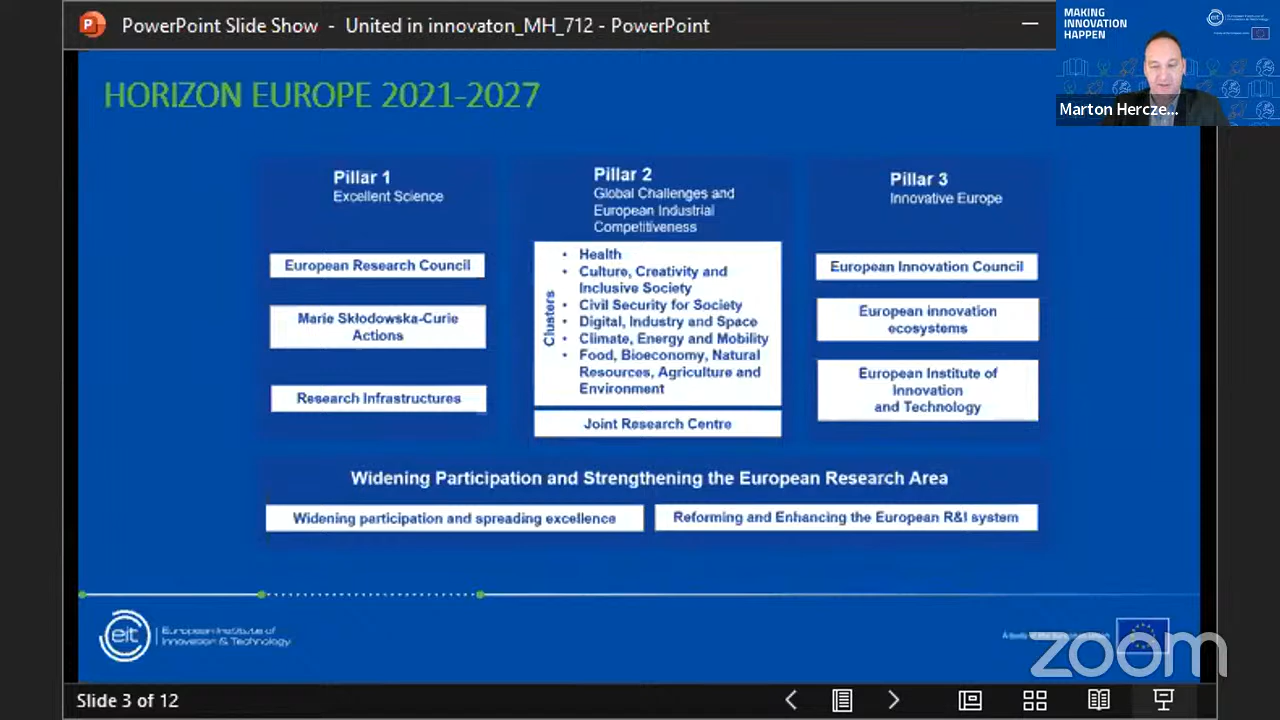 PowerPoint Slide Show - United in innovaton_MH_712 - PowerPoint
MAKING
INNOVATION
HAPPEN
Marton Hercze...
HORIZON EUROPE 2021-2027
Pillar 1
Excellent Science
European Research Council
Marie Skłodowska-Curie
Actions
Research Infrastructures
Pillar 2
Global Challenges and
European Industrial
Competitiveness
Clusters
• Health
• Culture, Creativity and
Inclusive Society
• Civil Security for Society
• Digital, Industry and Space
• Climate, Energy and Mobility
• Food, Bioeconomy, Natural
Resources, Agriculture and
Environment
Joint Research Centre
Pillar 3
Innovative Europe
European Innovation Council
European innovation
ecosystems
European Institute of
Innovation
and Technology
Widening Participation and Strengthening the European Research Area
Widening participation and spreading excellence
Reforming and Enhancing the European R&I system
eit
European Institute of
Innovation & Technology
zoom
Slide 3 of 12